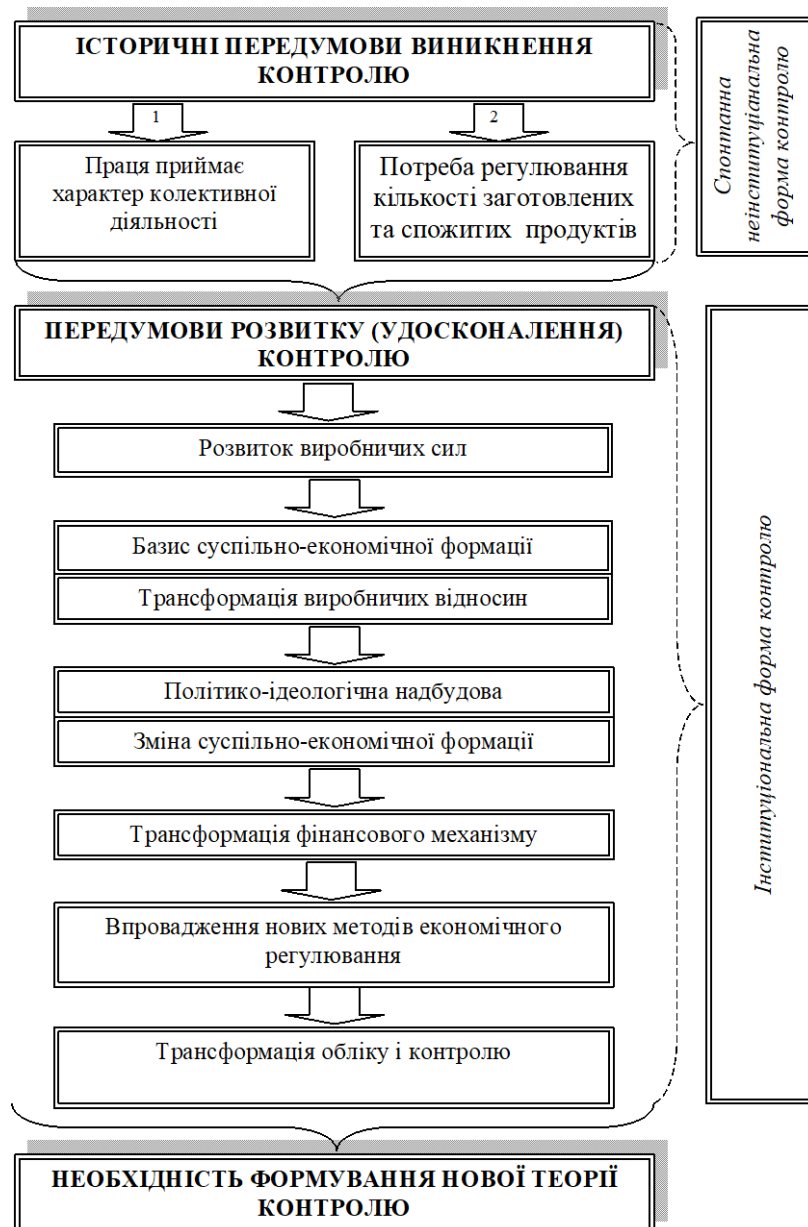 ІСТОРИЧНІ ПЕРЕДУМОВИ ВИНИКНЕННЯ
КОНТРОЛЮ
1
2
Праця приймає
характер колективної
діяльності
Потреба регулювання
кількості заготовлених
та спожитих продуктів
Спонтанна
неінституціанальна
форма контролю
ПЕРЕДУМОВИ РОЗВИТКУ (УДОСКОНАЛЕННЯ)
КОНТРОЛЮ
Розвиток виробничих сил
Базис суспільно-економічної формації
Трансформація виробничих відносин
Політико-ідеологічна надбудова
Зміна суспільно-економічної формації
Трансформація фінансового механізму
Впровадження нових методів економічного
регулювання
Трансформація обліку і контролю
Інституціональна форма контролю
НЕОБХІДНІСТЬ ФОРМУВАННЯ НОВОЇ ТЕОРІЇ
КОНТРОЛЮ